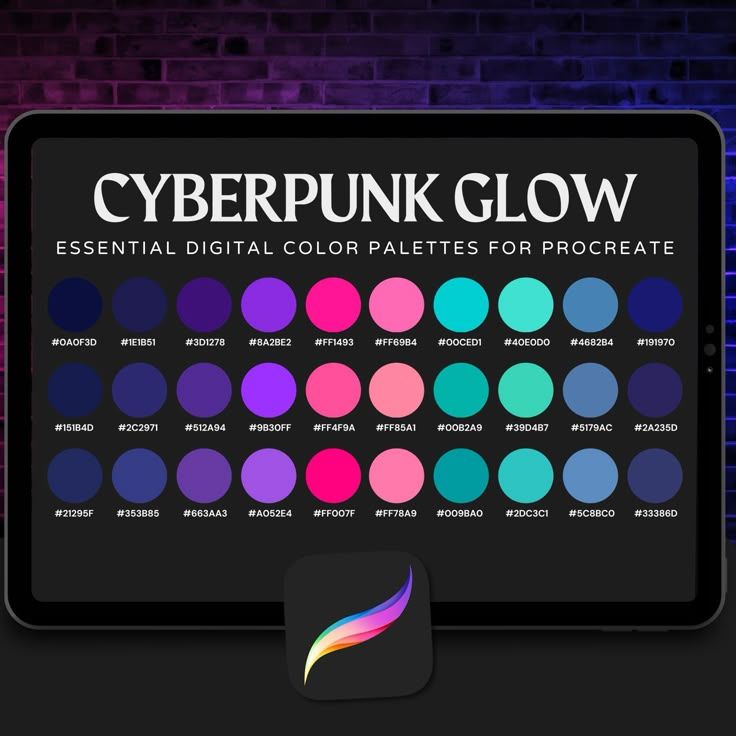 CYBERPUNK GLOW
ESSENTIAL DIGITAL COLOR PALETTES FOR PROCREATE
#0A0F3D #1E1B51 #3D1278 #8A2BE2 #FF1493 #FF69B4 #00CED1 #40E0D0 #4682B4 #191970
#151B4D #2C2971 #512A94 #9B30FF #FF4F9A #FF85A1 #00B2A9 #39D4B7 #5179AC #2A235D
#21295F #353B85 #663AA3 #A052E4 #FF007F #FF78A9 #009BA0 #2DC3C1 #5C8BC0 #33386D